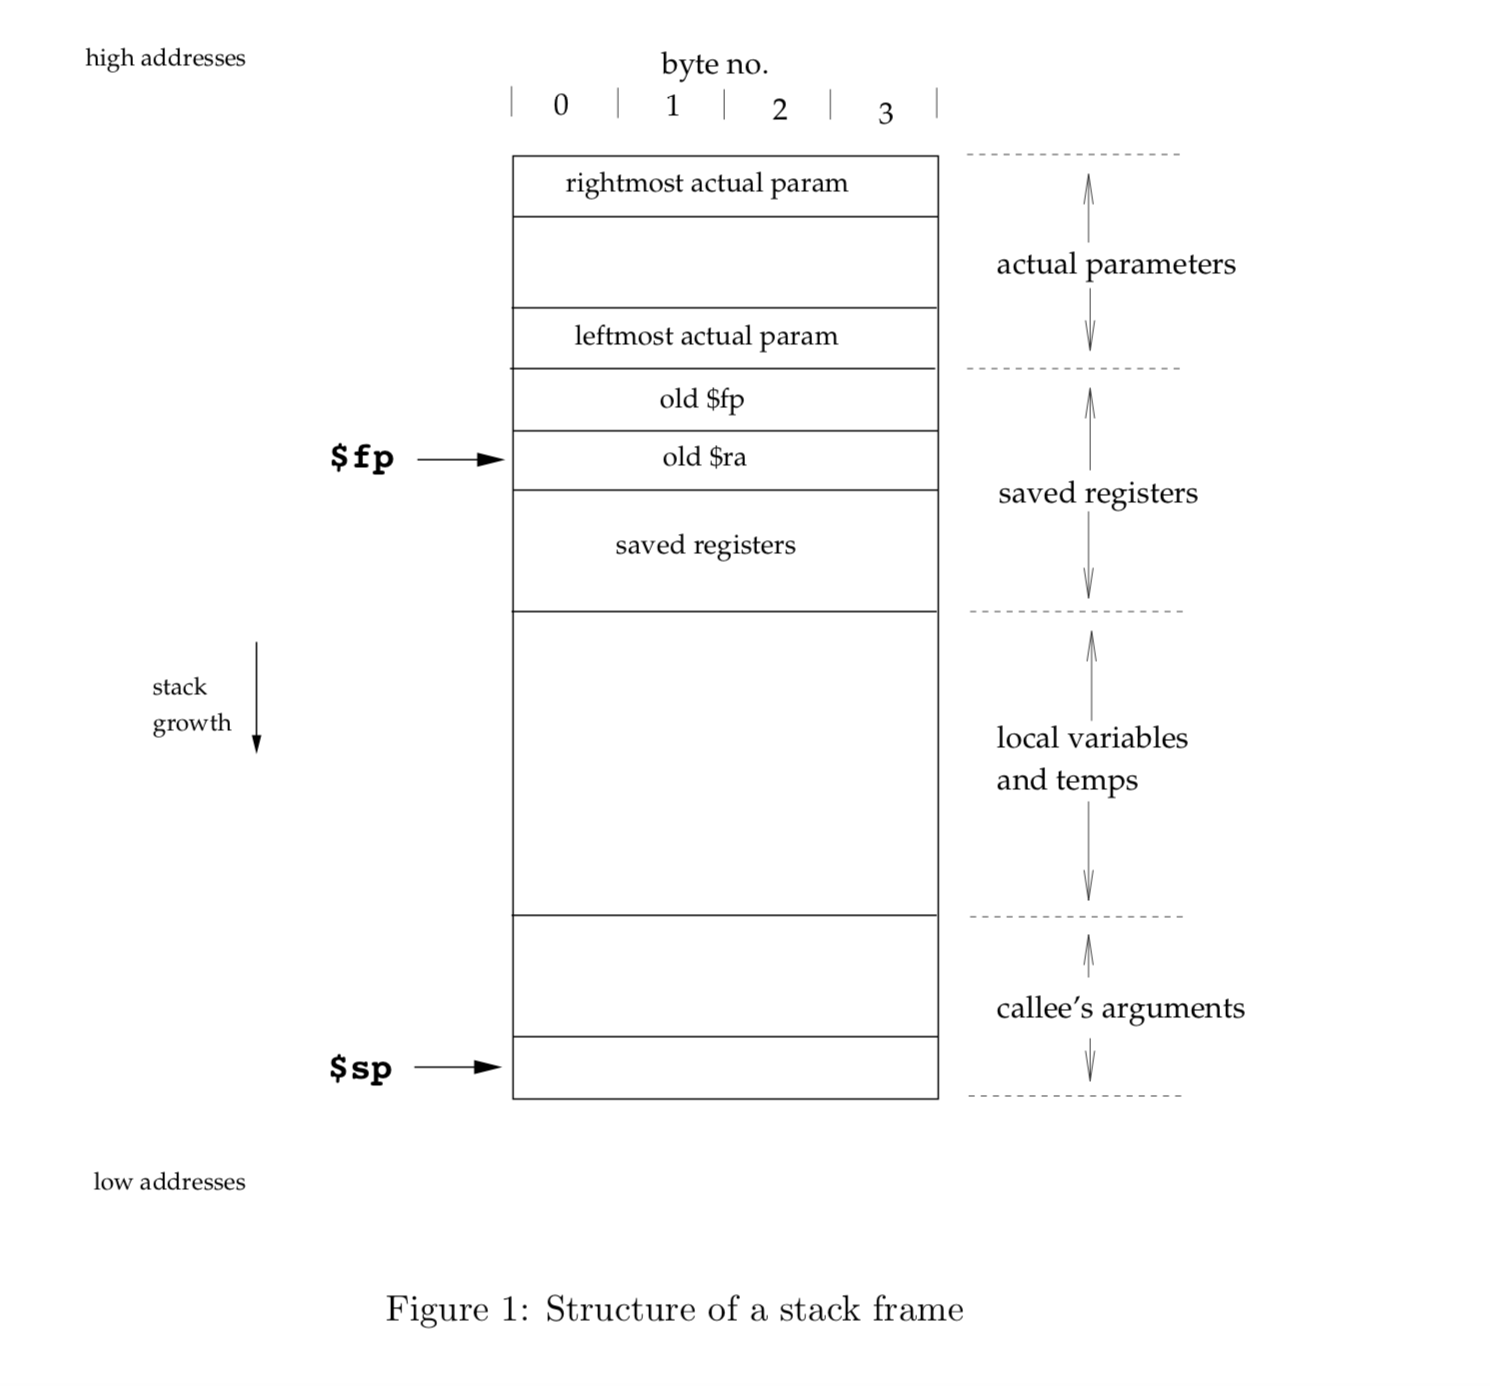 high addresses
byte no.
0 1 2 3
rightmost actual param
actual parameters
leftmost actual param
old $fp
$fp
old $ra
saved registers
saved registers
stack
growth
local variables
and temps
callee's arguments
$sp
low addresses
Figure 1: Structure of a stack frame